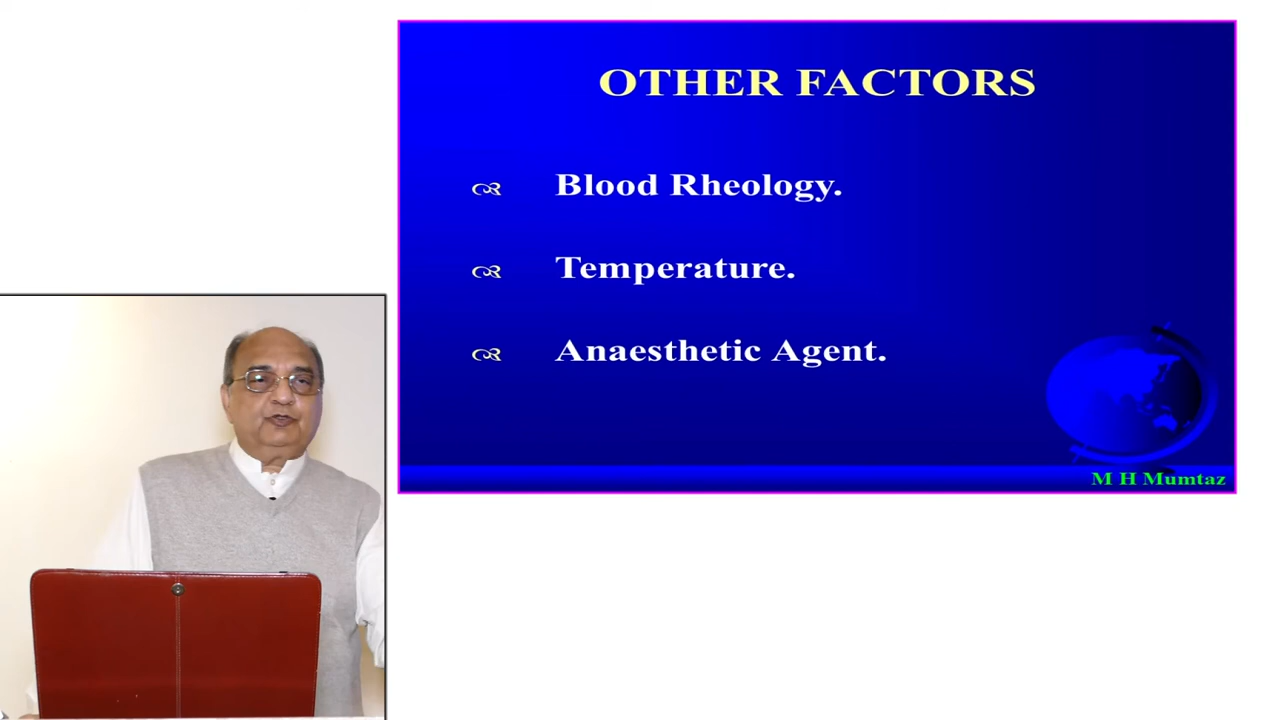 OTHER FACTORS
Blood Rheology.
Temperature.
Anaesthetic Agent.
M H Mumtaz